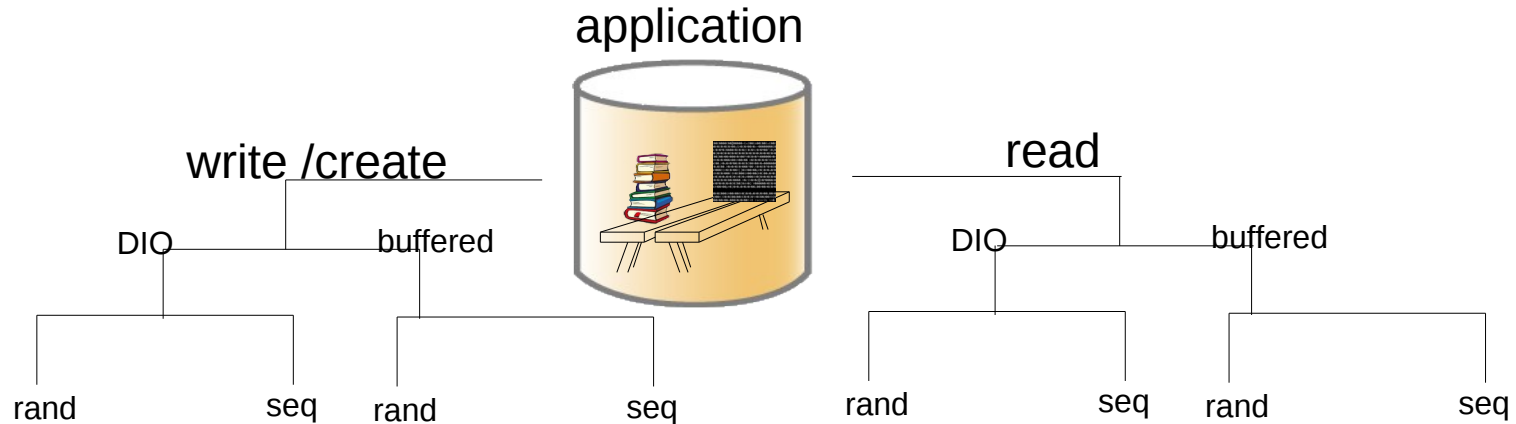 application
write /create
read
DIO
buffered
DIO
buffered
rand
seq
rand
seq
rand
seq
rand
seq